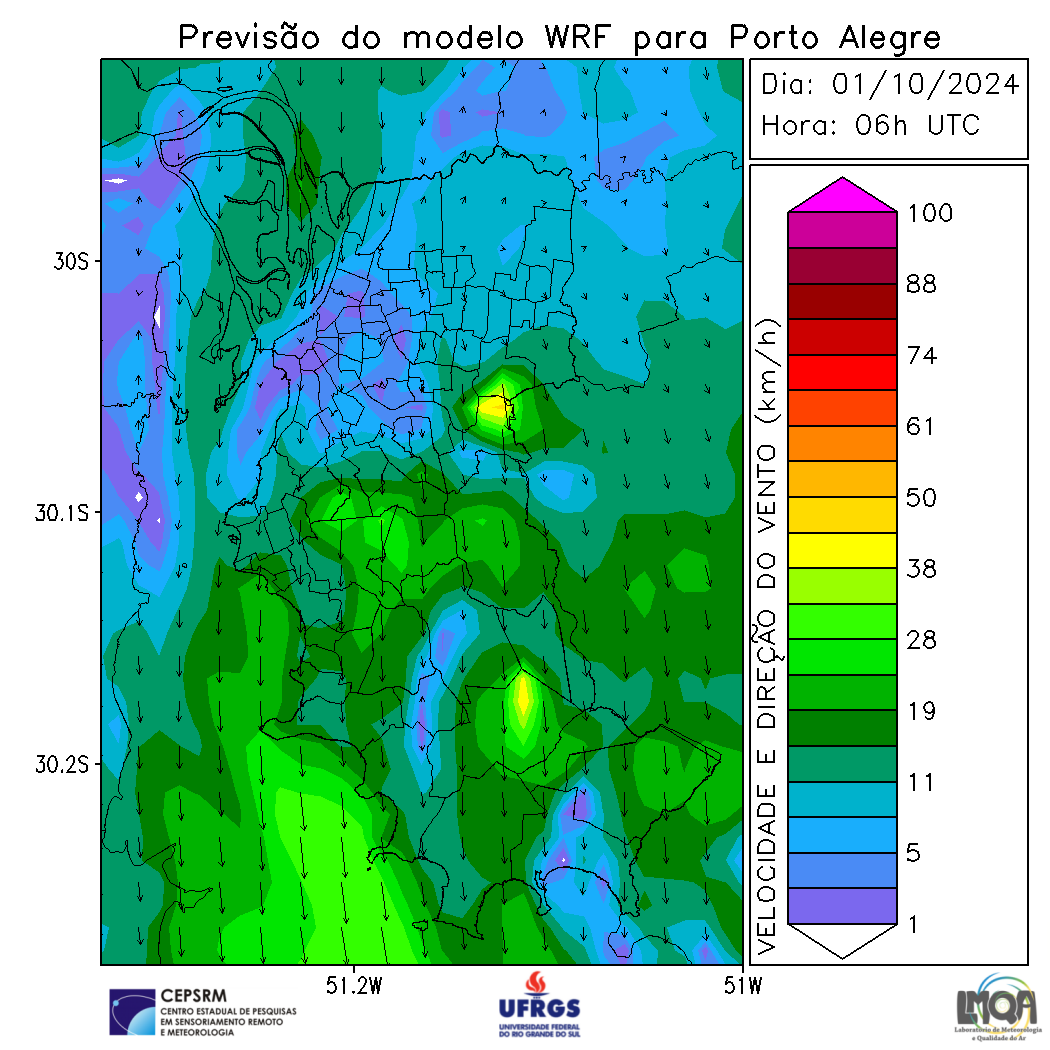 Previsão do modelo WRF para Porto Alegre
Dia: 01/10/2024
Hora: 06h UTC
30S
30.1S
30.2S
51.2W
51W
VELOCIDADE E DIREÇÃO DO VENTO (km/h)
100
88
74
61
50
38
28
19
11
5
1
CEPSRM
CENTRO ESTADUAL DE PESQUISAS
EM SENSORIAMENTO REMOTO
E METEOROLOGIA
UFRGS
UNIVERSIDADE FEDERAL
DO RIO GRANDE DO SUL
LMQA
Laboratório de Meteorologia
e Qualidade do Ar